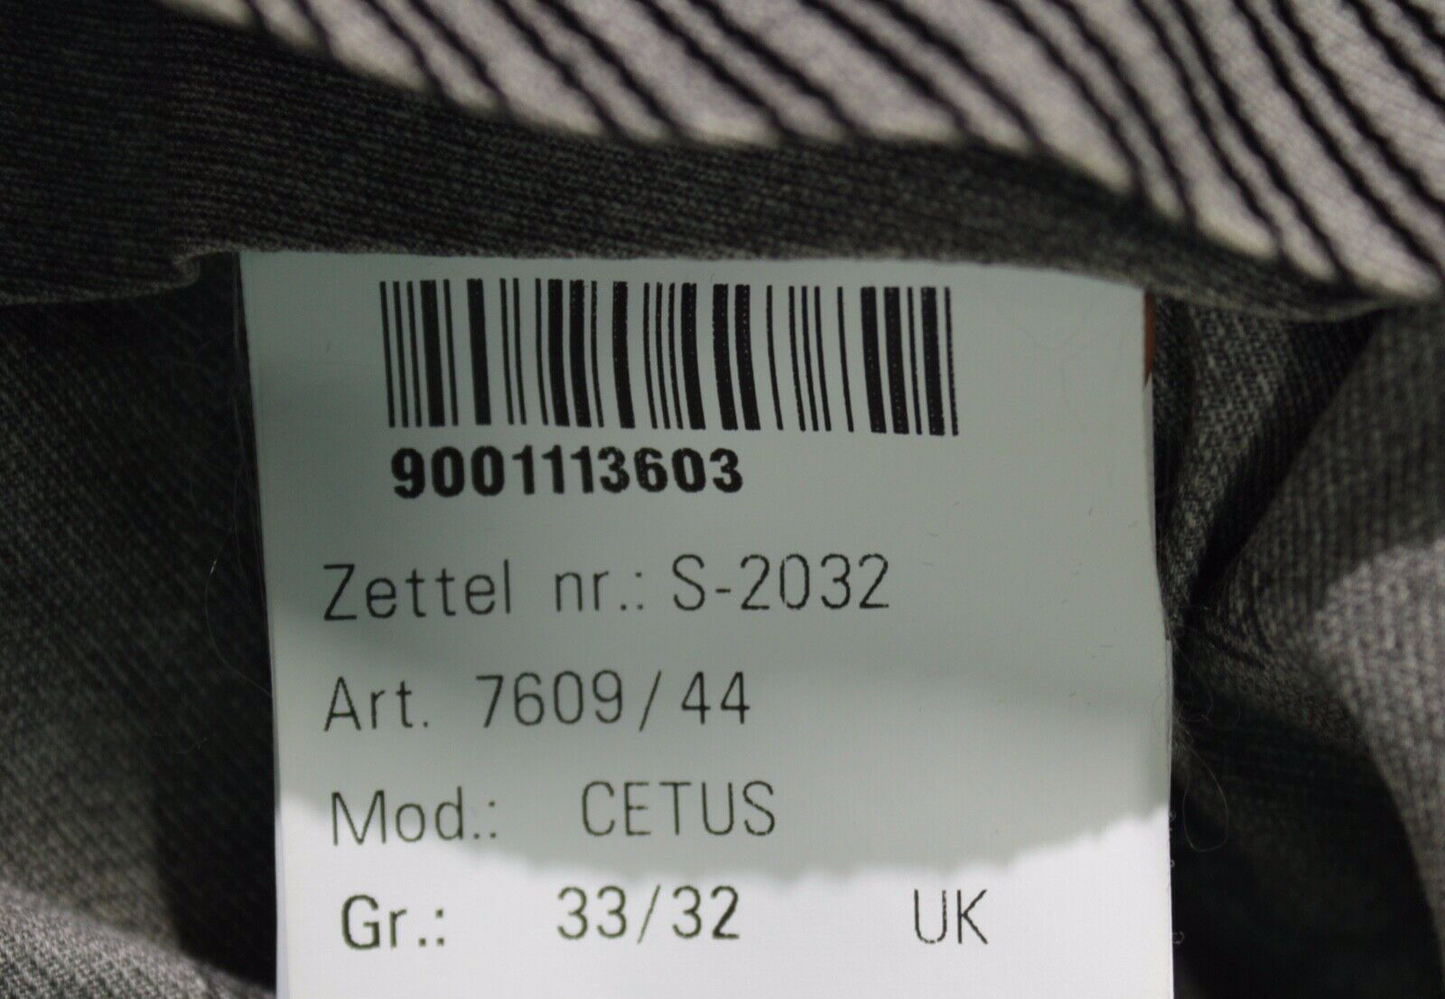 9001113603
Zettel nr.: S-2032
Art. 7609/44
Mod.: CETUS
Gr.: 33/32 UK